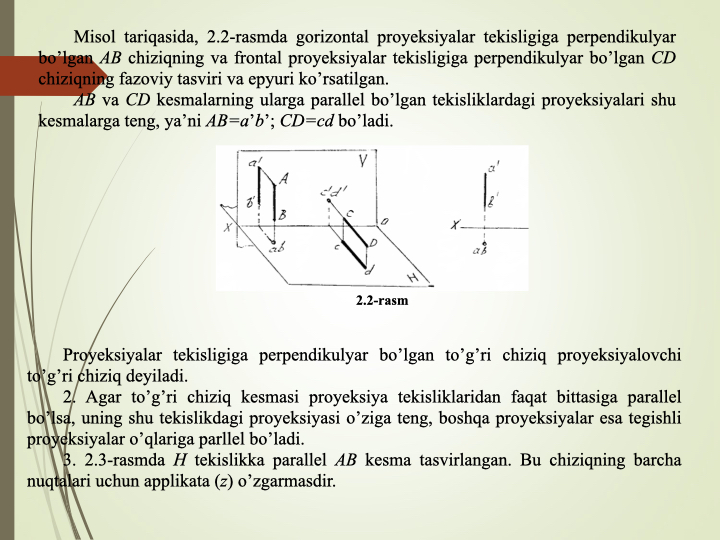 Misol tariqasida, 2.2-rasmda gorizontal proyeksiyalar tekisligiga perpendikulyar
bo’lgan AB chiziqning va frontal proyeksiyalar tekisligiga perpendikulyar bo’lgan CD
chiziqning fazoviy tasviri va epyuri ko’rsatilgan.
AB va CD kesmalarning ularga parallel bo’lgan tekisliklardagi proyeksiyalari shu
kesmalarga teng, ya’ni AB=a’b’; CD=cd bo’ladi.
a' V a'
A
c'd'
b' B C b'
X O X
ab c D ab
d H
2.2-rasm
Proyeksiyalar tekisligiga perpendikulyar bo’lgan to’g’ri chiziq proyeksiyalovchi
to’g’ri chiziq deyiladi.
2. Agar to’g’ri chiziq kesmasi proyeksiya tekisliklaridan faqat bittasiga parallel
bo’lsa, uning shu tekislikdagi proyeksiyasi o’ziga teng, boshqa proyeksiyalar esa tegishli
proyeksiyalar o’qlariga parllel bo’ladi.
3. 2.3-rasmda H tekislikka parallel AB kesma tasvirlangan. Bu chiziqning barcha
nuqtalari uchun applikata (z) o’zgarmasdir.